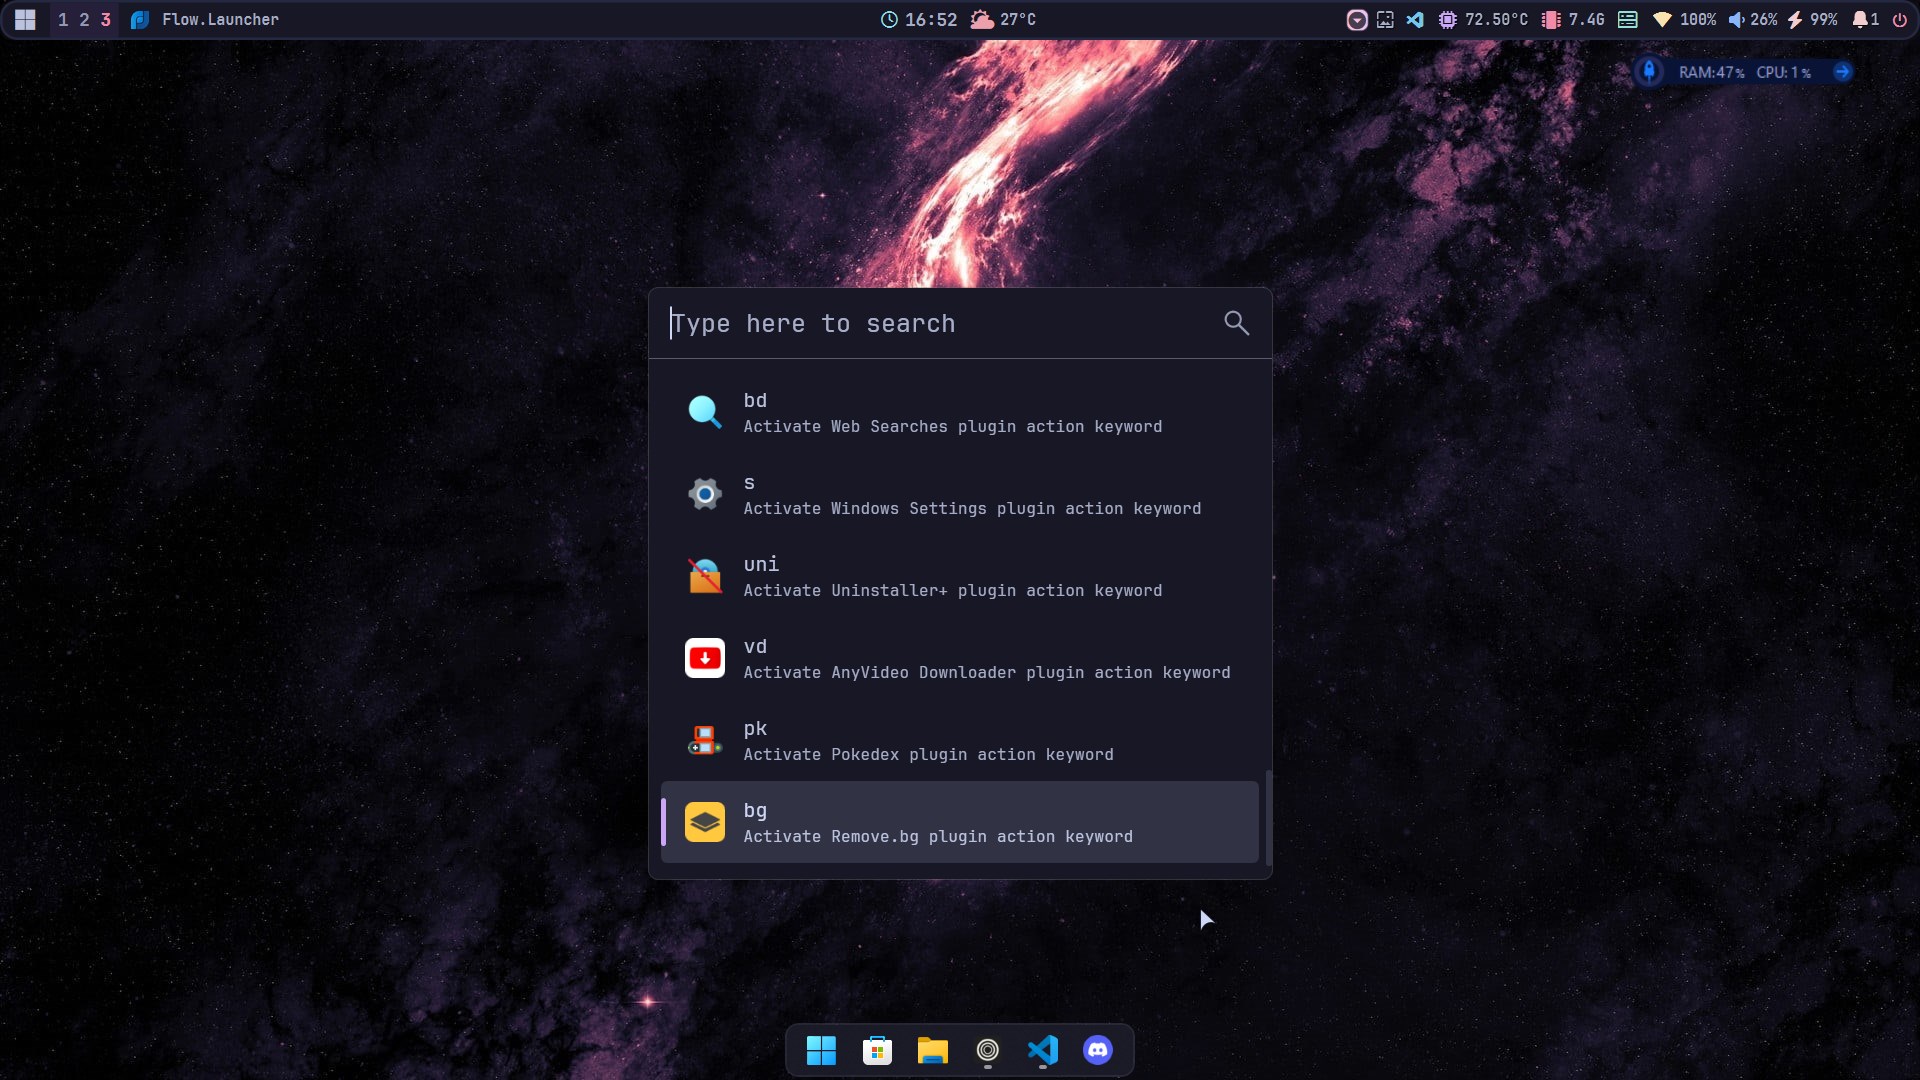 1 2 3 Flow.Launcher 16:52 27°C 72.50°C 7.4G 100% 26% 99% 1
RAM:47% CPU:1%
Type here to search
bd
Activate Web Searches plugin action keyword
s
Activate Windows Settings plugin action keyword
uni
Activate Uninstaller+ plugin action keyword
vd
Activate AnyVideo Downloader plugin action keyword
pk
Activate Pokedex plugin action keyword
bg
Activate Remove.bg plugin action keyword